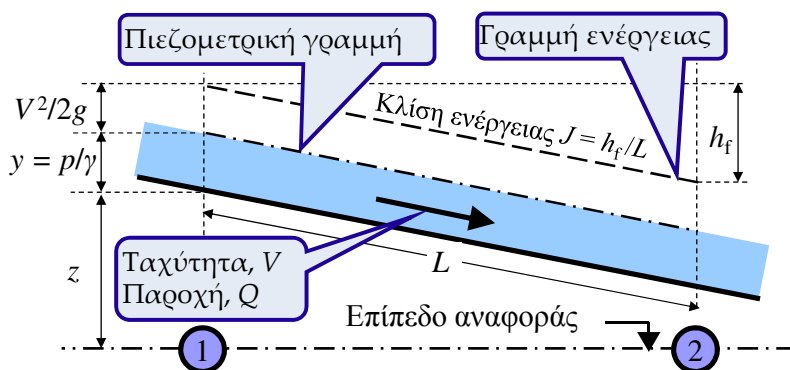 Πιεζομετρική γραμμή
Γραμμή ενέργειας
V²/2g
Κλίση ενέργειας J = h_f/L
h_f
y = p/γ
z
Ταχύτητα, V
Παροχή, Q
L
Επίπεδο αναφοράς
1
2